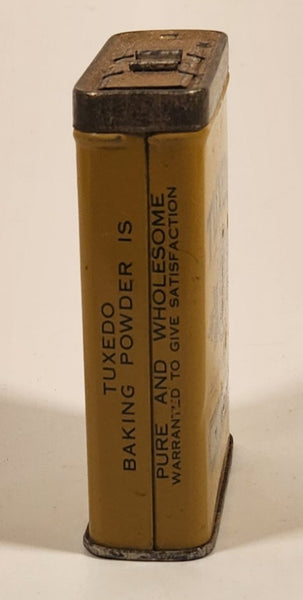 TUXEDO
BAKING POWDER IS
PURE AND WHOLESOME
WARRANTED TO GIVE SATISFACTION